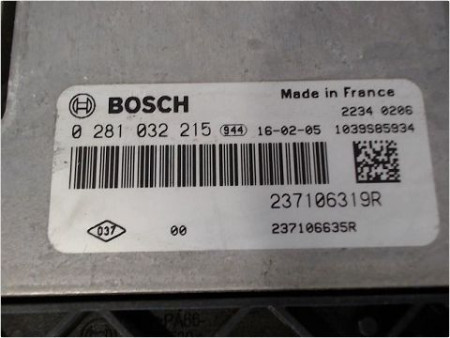 BOSCH Made in France
2234 0206
0 281 032 215 944 16-02-05 1039S85934
237106319R
037 00 237106635R